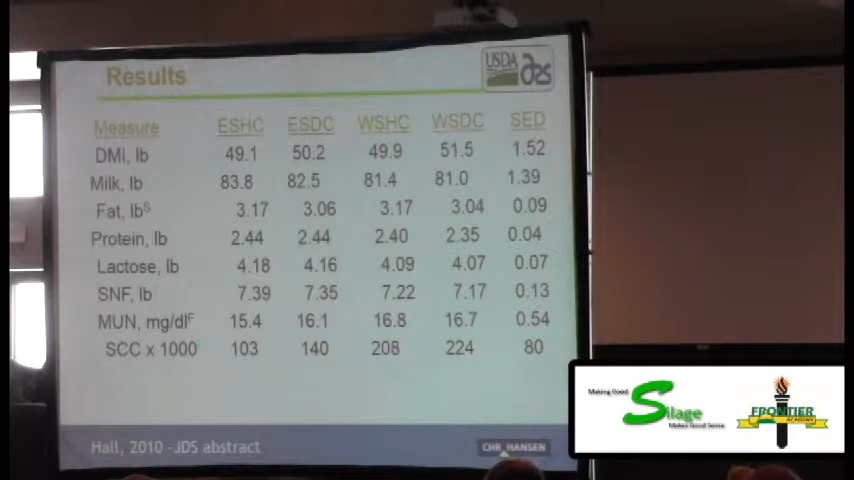 Results
USDA
ars
Measure ESHC ESDC WSHC WSDC SED
DMI, lb 49.1 50.2 49.9 51.5 1.52
Milk, lb 83.8 82.5 81.4 81.0 1.39
Fat, lbS 3.17 3.06 3.17 3.04 0.09
Protein, lb 2.44 2.44 2.40 2.35 0.04
Lactose, lb 4.18 4.16 4.09 4.07 0.07
SNF, lb 7.39 7.35 7.22 7.17 0.13
MUN, mg/dlF 15.4 16.1 16.8 16.7 0.54
SCC x 1000 103 140 208 224 80
Hall, 2010 -JDS abstract
CHR HANSEN
Making Good
Silage
Makes Good Sense
FRONTIER
ACADEMY